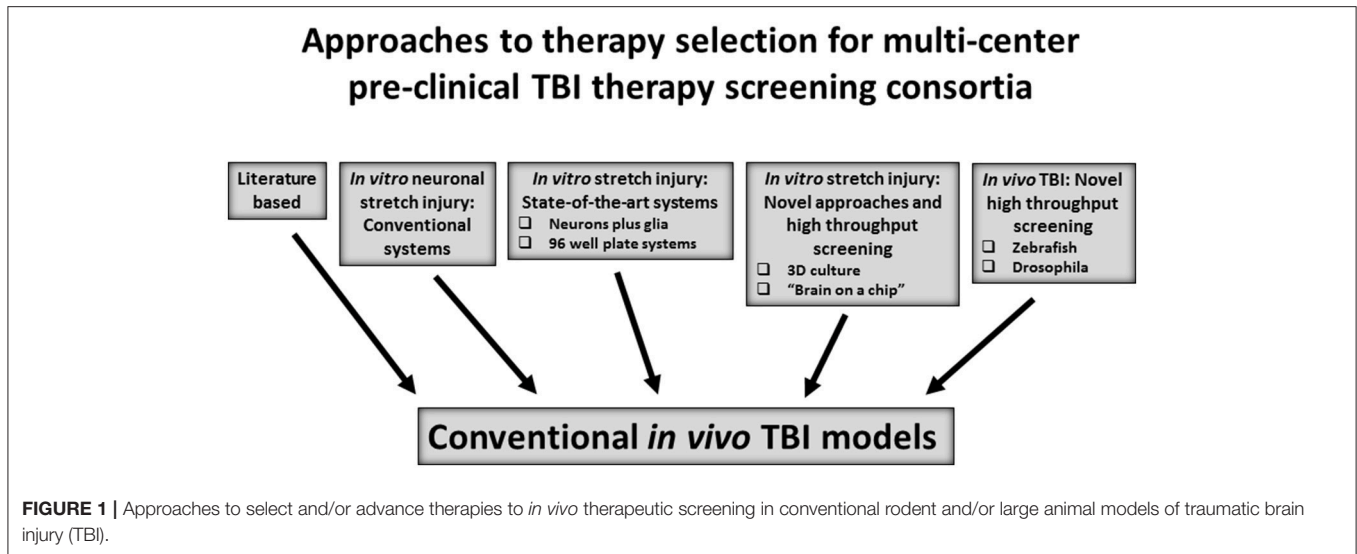 Approaches to therapy selection for multi-center
pre-clinical TBI therapy screening consortia
Literature
based
In vitro neuronal
stretch injury:
Conventional
systems
In vitro stretch injury:
State-of-the-art systems
❑ Neurons plus glia
❑ 96 well plate systems
In vitro stretch injury:
Novel approaches and
high throughput
screening
❑ 3D culture
❑ “Brain on a chip”
In vivo TBI: Novel
high throughput
screening
❑ Zebrafish
❑ Drosophila
Conventional in vivo TBI models
FIGURE 1 | Approaches to select and/or advance therapies to in vivo therapeutic screening in conventional rodent and/or large animal models of traumatic brain
injury (TBI).